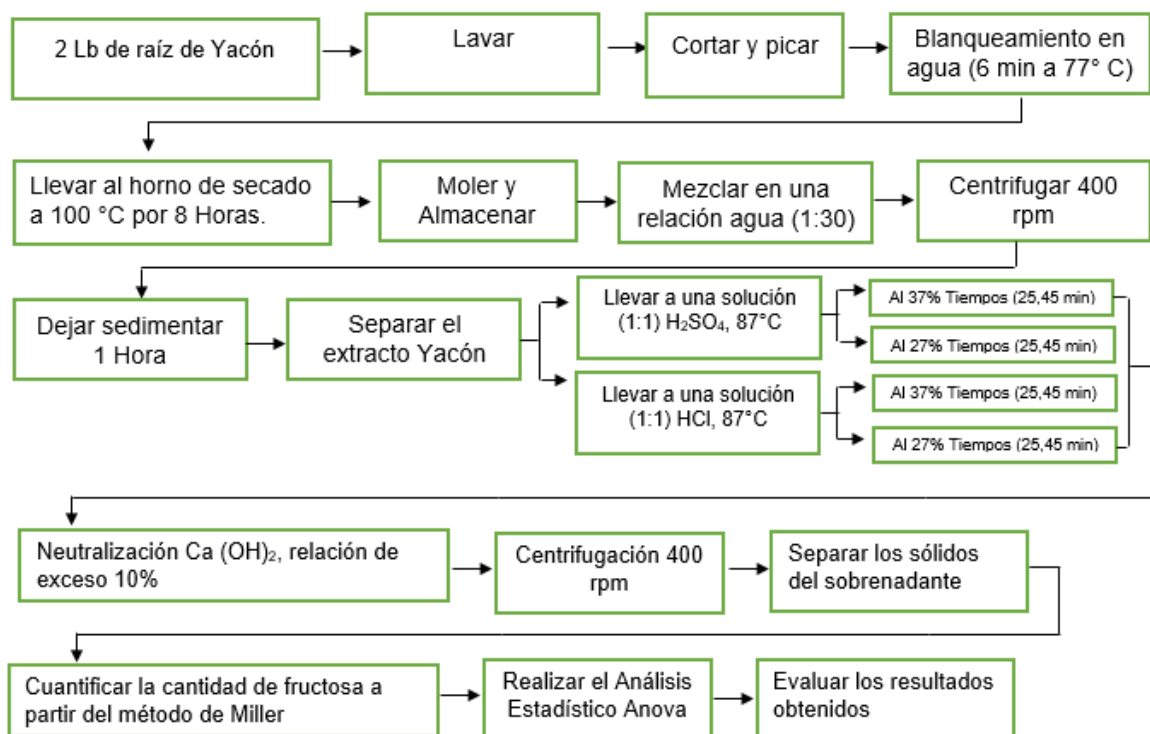 2 Lb de raíz de Yacón
Lavar
Cortar y picar
Blanqueamiento en
agua (6 min a 77° C)
Llevar al horno de secado
a 100 °C por 8 Horas.
Moler y
Almacenar
Mezclar en una
relación agua (1:30)
Centrifugar 400
rpm
Dejar sedimentar
1 Hora
Separar el
extracto Yacón
Llevar a una solución
(1:1) H₂SO₄, 87°C
Al 37% Tiempos (25,45 min)
Al 27% Tiempos (25,45 min)
Llevar a una solución
(1:1) HCl, 87°C
Al 37% Tiempos (25,45 min)
Al 27% Tiempos (25,45 min)
Neutralización Ca (OH)₂, relación de
exceso 10%
Centrifugación 400
rpm
Separar los sólidos
del sobrenadante
Cuantificar la cantidad de fructosa a
partir del método de Miller
Realizar el Análisis
Estadístico Anova
Evaluar los resultados
obtenidos